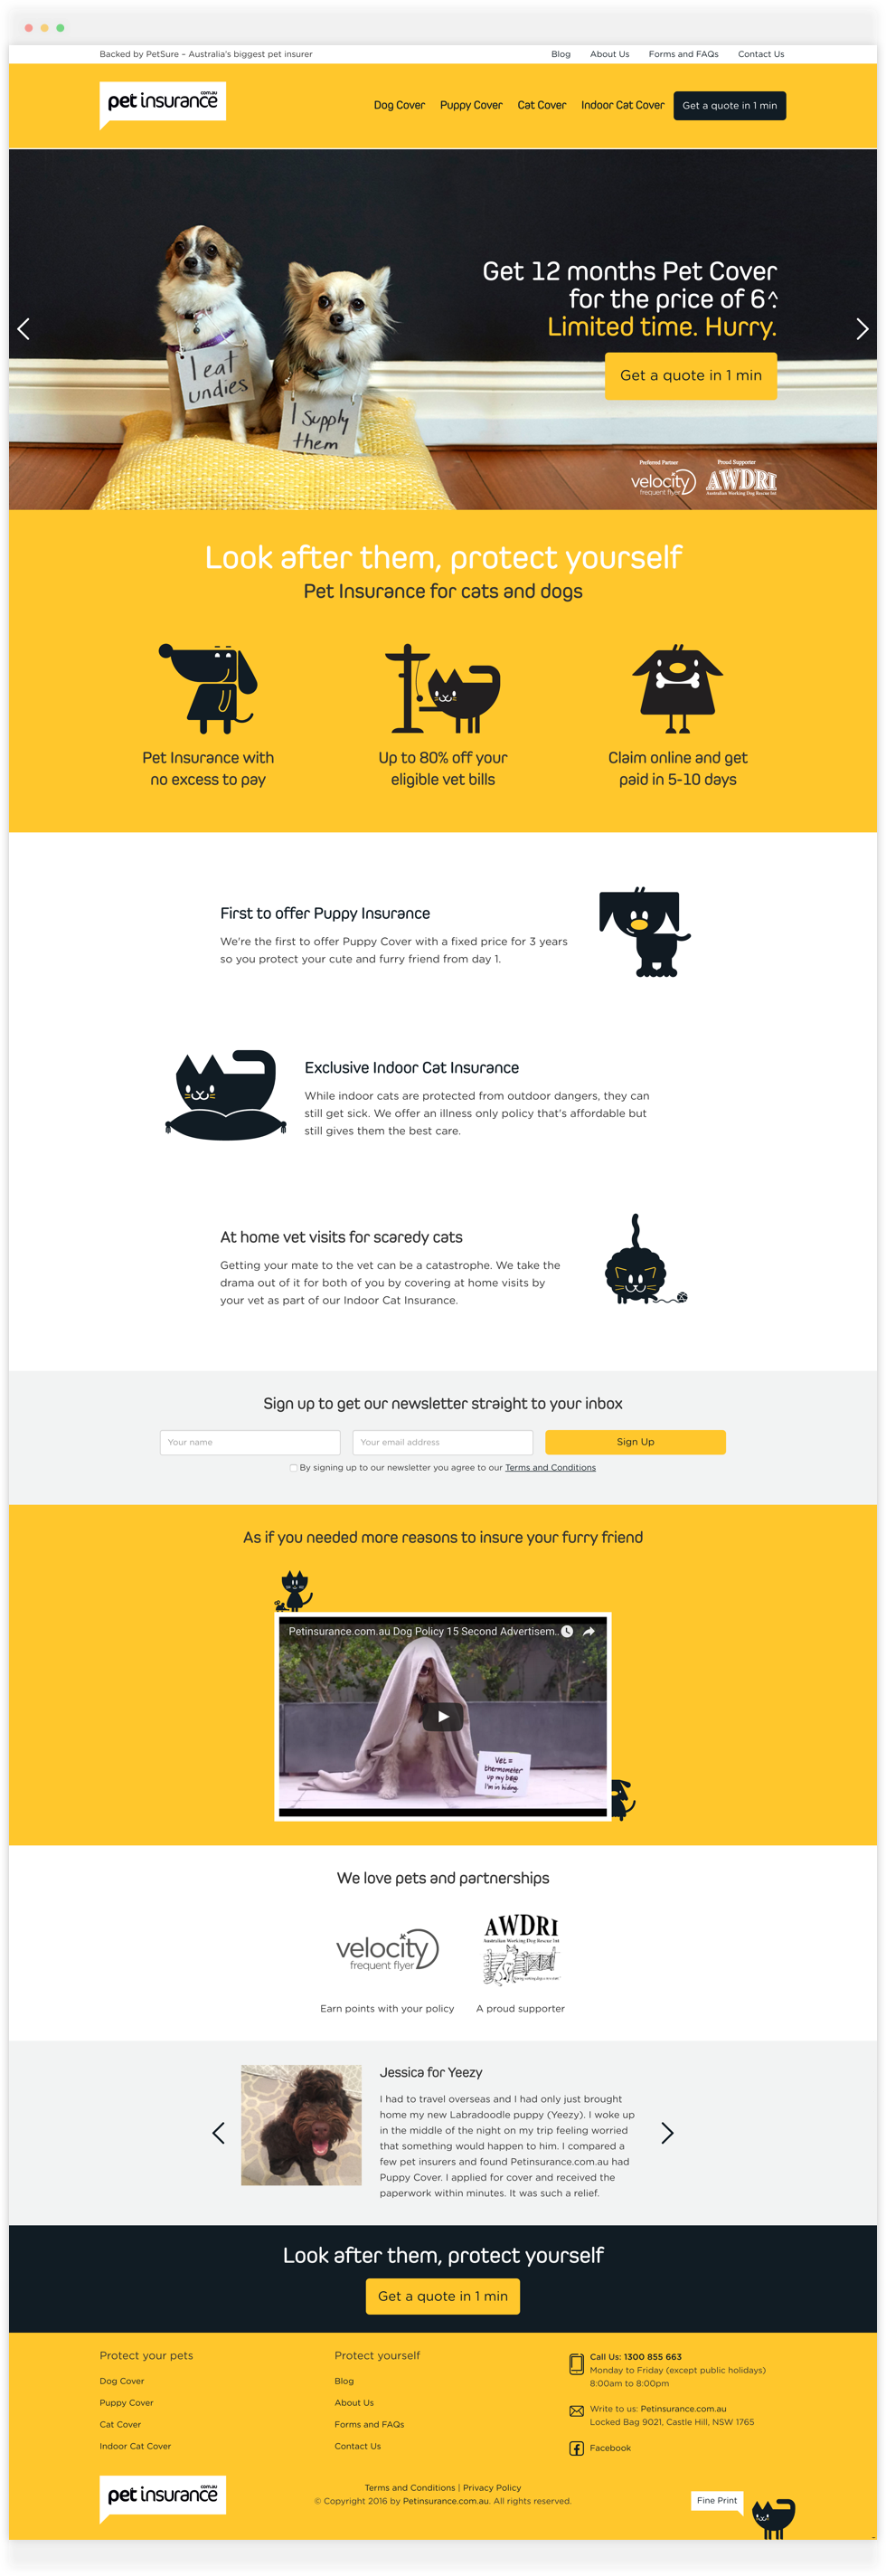 Backed by PetSure – Australia's biggest pet insurer
Blog
About Us
Forms and FAQs
Contact Us
pet insurance
.com.au
Dog Cover
Puppy Cover
Cat Cover
Indoor Cat Cover
Get a quote in 1 min
I eat
undies
I supply
them
Get 12 months Pet Cover
for the price of 6^.
Limited time. Hurry.
Get a quote in 1 min
Preferred Partner
velocity
frequent flyer
Proud Supporter
AWDRI
Australian Working Dog Rescue Int
Look after them, protect yourself
Pet Insurance for cats and dogs
Pet Insurance with
no excess to pay
Up to 80% off your
eligible vet bills
Claim online and get
paid in 5-10 days
First to offer Puppy Insurance
We're the first to offer Puppy Cover with a fixed price for 3 years
so you protect your cute and furry friend from day 1.
Exclusive Indoor Cat Insurance
While indoor cats are protected from outdoor dangers, they can
still get sick. We offer an illness only policy that's affordable but
still gives them the best care.
At home vet visits for scaredy cats
Getting your mate to the vet can be a catastrophe. We take the
drama out of it for both of you by covering at home visits by
your vet as part of our Indoor Cat Insurance.
Sign up to get our newsletter straight to your inbox
Your name
Your email address
Sign Up
By signing up to our newsletter you agree to our Terms and Conditions
As if you needed more reasons to insure your furry friend
Petinsurance.com.au Dog Policy 15 Second Advertisem...
Vet =
thermometer
up my b@@
I'm in hiding.
We love pets and partnerships
velocity
frequent flyer
AWDRI
Australian Working Dog Rescue Int
Earn points with your policy
A proud supporter
Jessica for Yeezy
I had to travel overseas and I had only just brought
home my new Labradoodle puppy (Yeezy). I woke up
in the middle of the night on my trip feeling worried
that something would happen to him. I compared a
few pet insurers and found Petinsurance.com.au had
Puppy Cover. I applied for cover and received the
paperwork within minutes. It was such a relief.
Look after them, protect yourself
Get a quote in 1 min
Protect your pets
Dog Cover
Puppy Cover
Cat Cover
Indoor Cat Cover
Protect yourself
Blog
About Us
Forms and FAQs
Contact Us
Call Us: 1300 855 663
Monday to Friday (except public holidays)
8:00am to 8:00pm
Write to us: Petinsurance.com.au
Locked Bag 9021, Castle Hill, NSW 1765
Facebook
pet insurance
.com.au
Terms and Conditions | Privacy Policy
© Copyright 2016 by Petinsurance.com.au. All rights reserved.
Fine Print